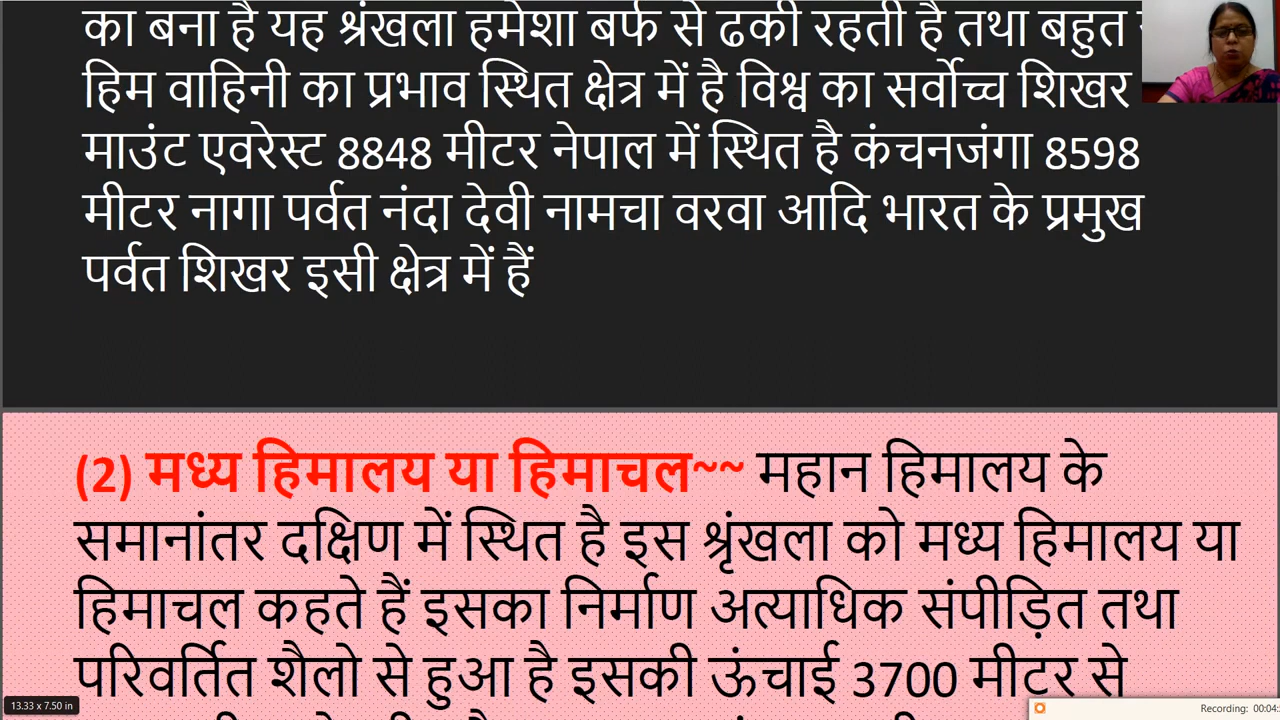 का बना है यह श्रंखला हमेशा बर्फ से ढकी रहती है तथा बहुत
हिम वाहिनी का प्रभाव स्थित क्षेत्र में है विश्व का सर्वोच्च शिखर
माउंट एवरेस्ट 8848 मीटर नेपाल में स्थित है कंचनजंगा 8598
मीटर नागा पर्वत नंदा देवी नामचा वरवा आदि भारत के प्रमुख
पर्वत शिखर इसी क्षेत्र में हैं
(2) मध्य हिमालय या हिमाचल~~ महान हिमालय के
समानांतर दक्षिण में स्थित है इस श्रृंखला को मध्य हिमालय या
हिमाचल कहते हैं इसका निर्माण अत्याधिक संपीड़ित तथा
परिवर्तित शैलो से हुआ है इसकी ऊंचाई 3700 मीटर से
13.33 x 7.50 in
Recording: 00:04: